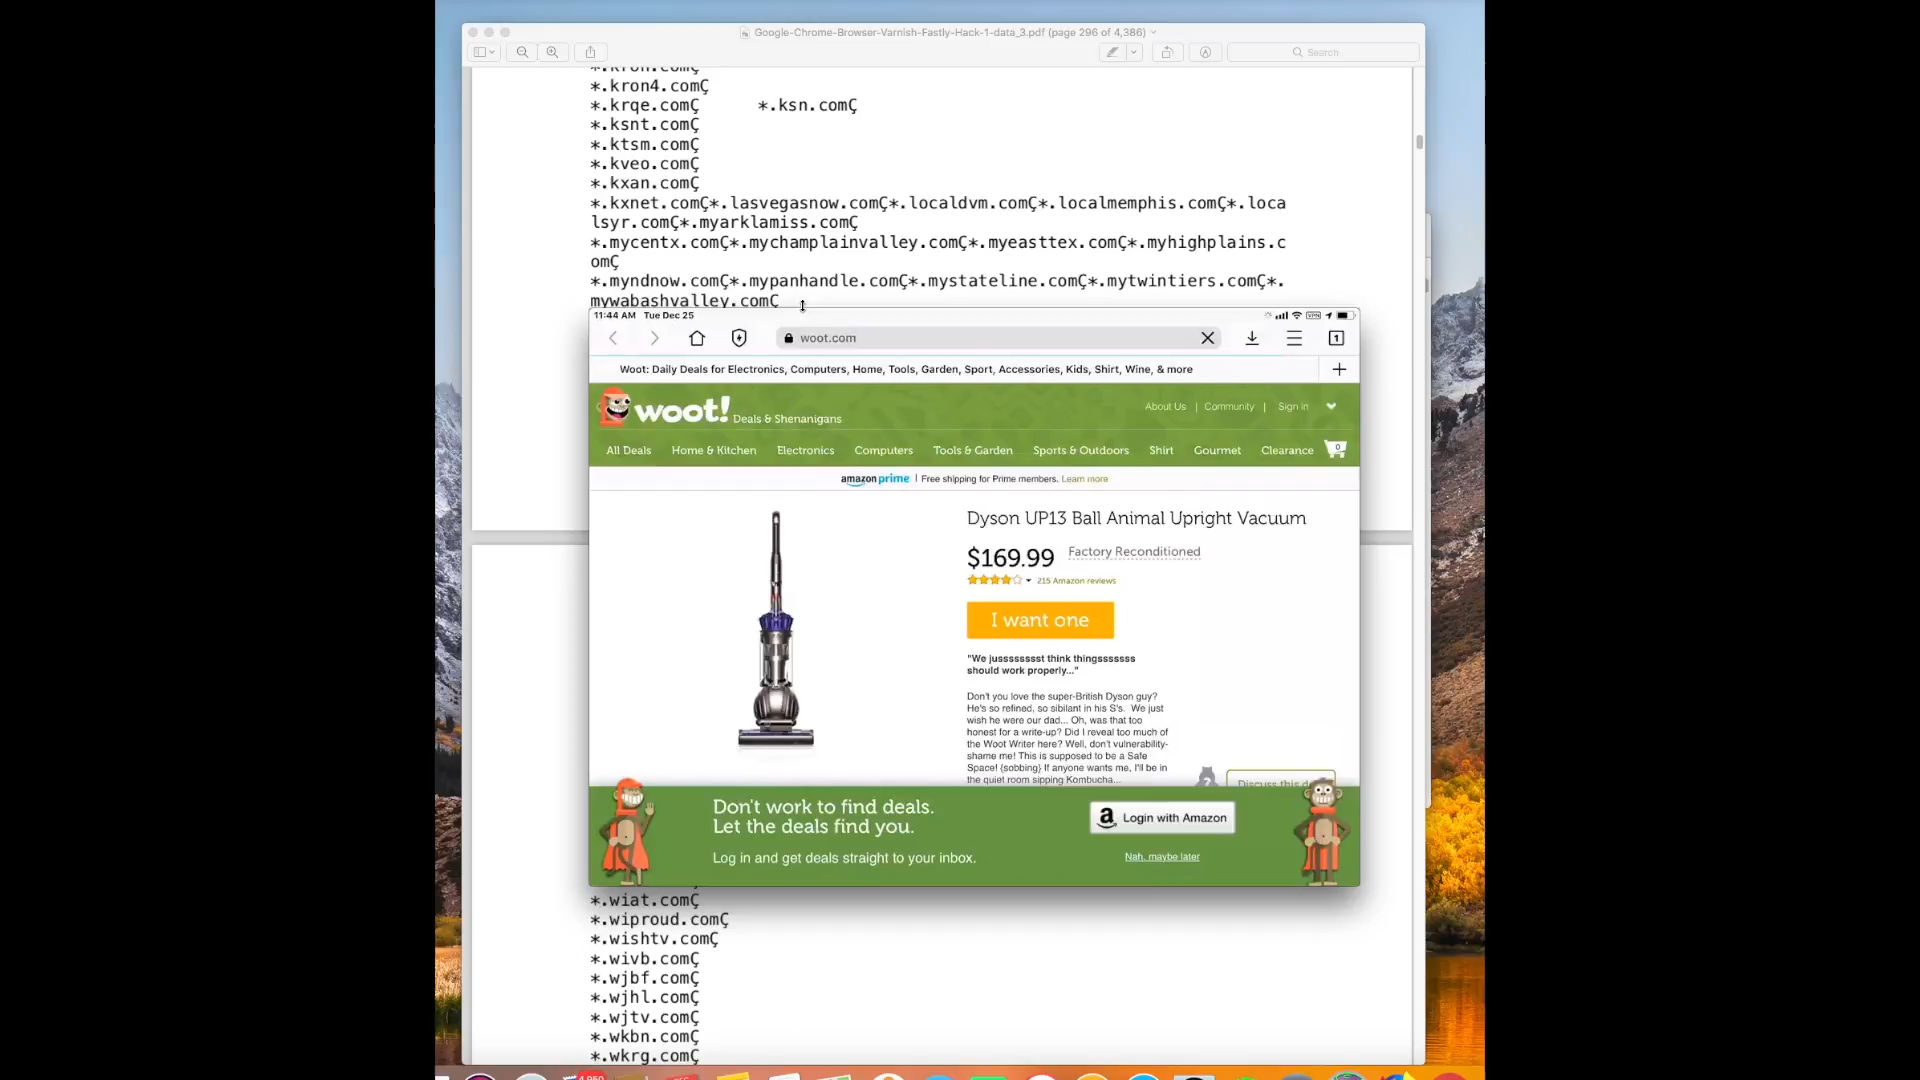 Google-Chrome-Browser-Varnish-Fastly-Hack-1-data_3.pdf (page 296 of 4,386)
Search
*.kron.comÇ
*.kron4.comÇ
*.krqe.comÇ *.ksn.comÇ
*.ksnt.comÇ
*.ktsm.comÇ
*.kveo.comÇ
*.kxan.comÇ
*.kxnet.comÇ*.lasvegasnow.comÇ*.localdvm.comÇ*.localmemphis.comÇ*.loca
lsyr.comÇ*.myarklamiss.comÇ
*.mycentx.comÇ*.mychamplainvalley.comÇ*.myeasttex.comÇ*.myhighplains.c
omÇ
*.myndnow.comÇ*.mypanhandle.comÇ*.mystateline.comÇ*.mytwintiers.comÇ*.
mywabashvalley.comÇ
11:44 AM Tue Dec 25
VPN
woot.com
1
Woot: Daily Deals for Electronics, Computers, Home, Tools, Garden, Sport, Accessories, Kids, Shirt, Wine, & more
woot! Deals & Shenanigans
About Us | Community | Sign in
All Deals Home & Kitchen Electronics Computers Tools & Garden Sports & Outdoors Shirt Gourmet Clearance 0
amazon prime | Free shipping for Prime members. Learn more
Dyson UP13 Ball Animal Upright Vacuum
$169.99 Factory Reconditioned
215 Amazon reviews
I want one
"We jusssssssst think thingsssssss
should work properly..."
Don't you love the super-British Dyson guy?
He's so refined, so sibilant in his S's. We just
wish he were our dad... Oh, was that too
honest for a write-up? Did I reveal too much of
the Woot Writer here? Well, don't vulnerability-
shame me! This is supposed to be a Safe
Space! {sobbing} If anyone wants me, I'll be in
the quiet room sipping Kombucha...
?
Discuss this
Don't work to find deals.
Let the deals find you.
Log in and get deals straight to your inbox.
a Login with Amazon
Nah, maybe later
*.wiat.comÇ
*.wiproud.comÇ
*.wishtv.comÇ
*.wivb.comÇ
*.wjbf.comÇ
*.wjhl.comÇ
*.wjtv.comÇ
*.wkbn.comÇ
*.wkrg.comÇ
4,950